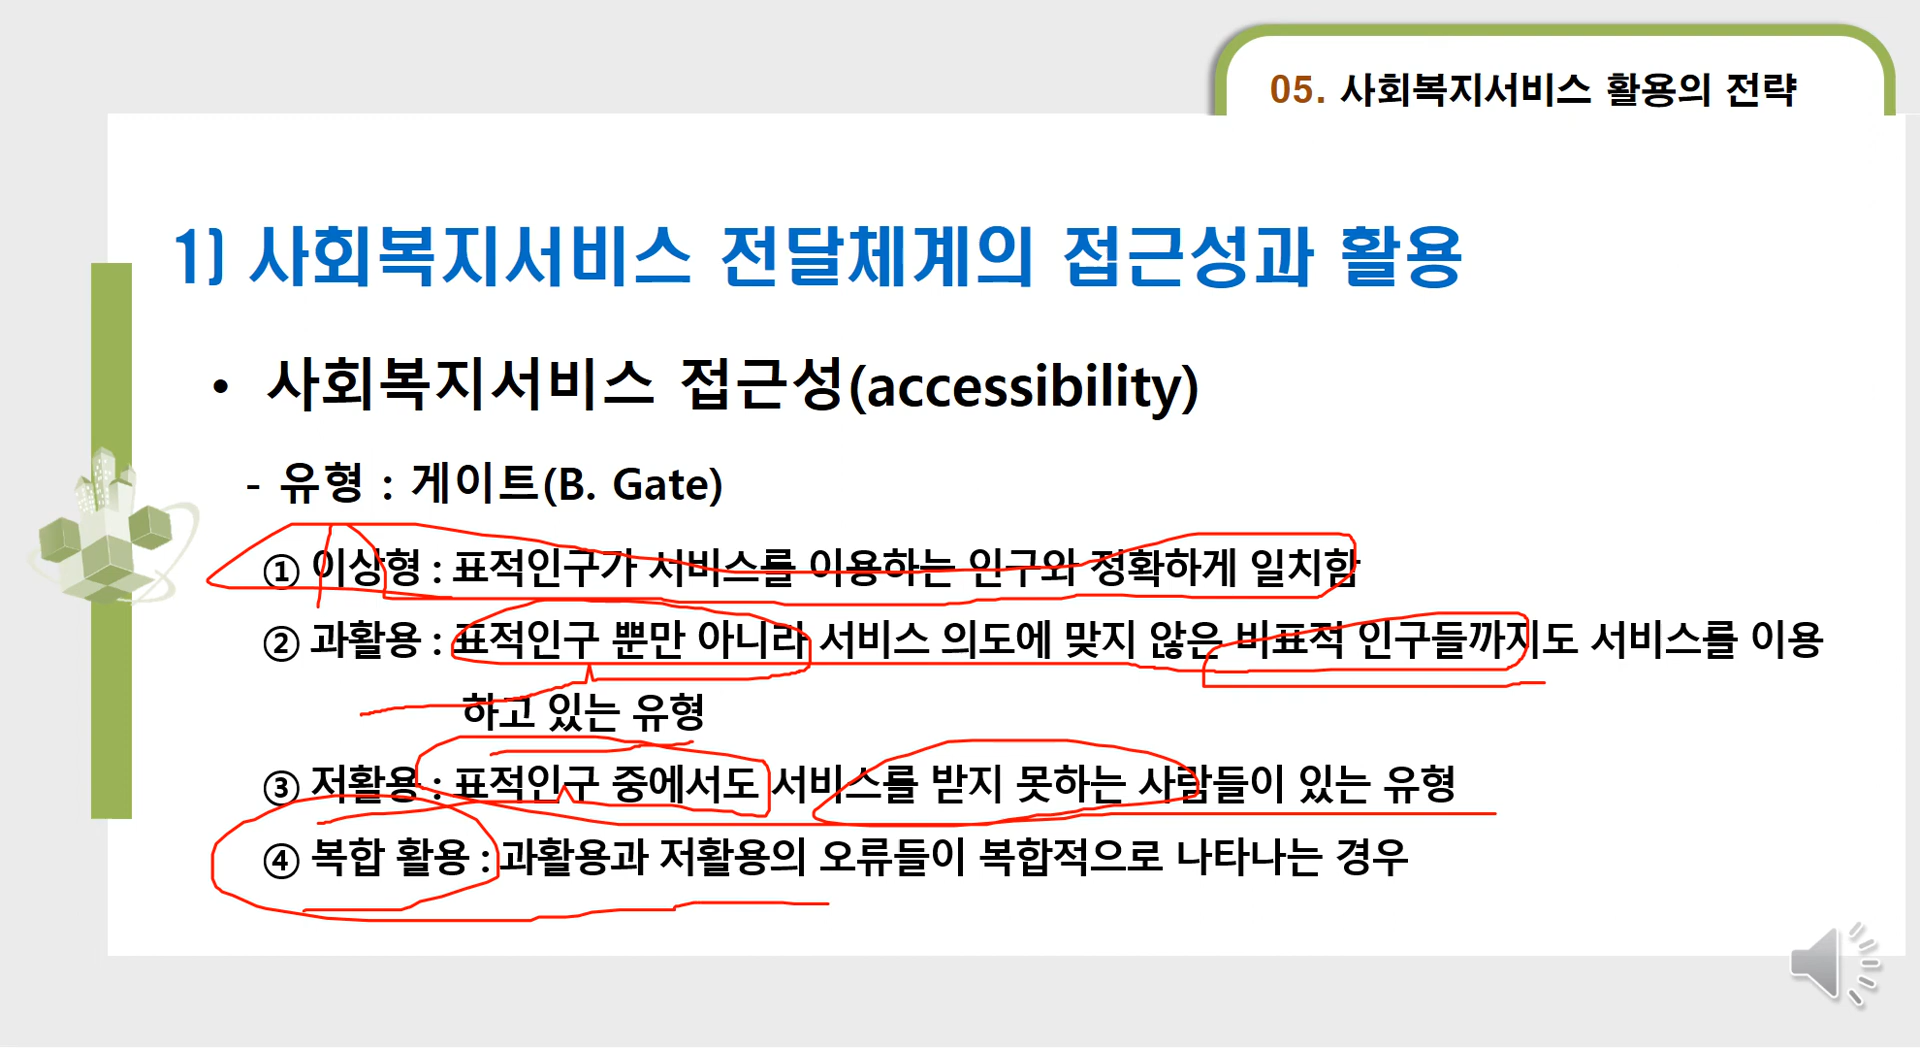 05. 사회복지서비스 활용의 전략
1) 사회복지서비스 전달체계의 접근성과 활용
• 사회복지서비스 접근성(accessibility)
- 유형 : 게이트(B. Gate)
① 이상형 : 표적인구가 서비스를 이용하는 인구와 정확하게 일치함
② 과활용 : 표적인구 뿐만 아니라 서비스 의도에 맞지 않은 비표적 인구들까지도 서비스를 이용
하고 있는 유형
③ 저활용 : 표적인구 중에서도 서비스를 받지 못하는 사람들이 있는 유형
④ 복합 활용 : 과활용과 저활용의 오류들이 복합적으로 나타나는 경우